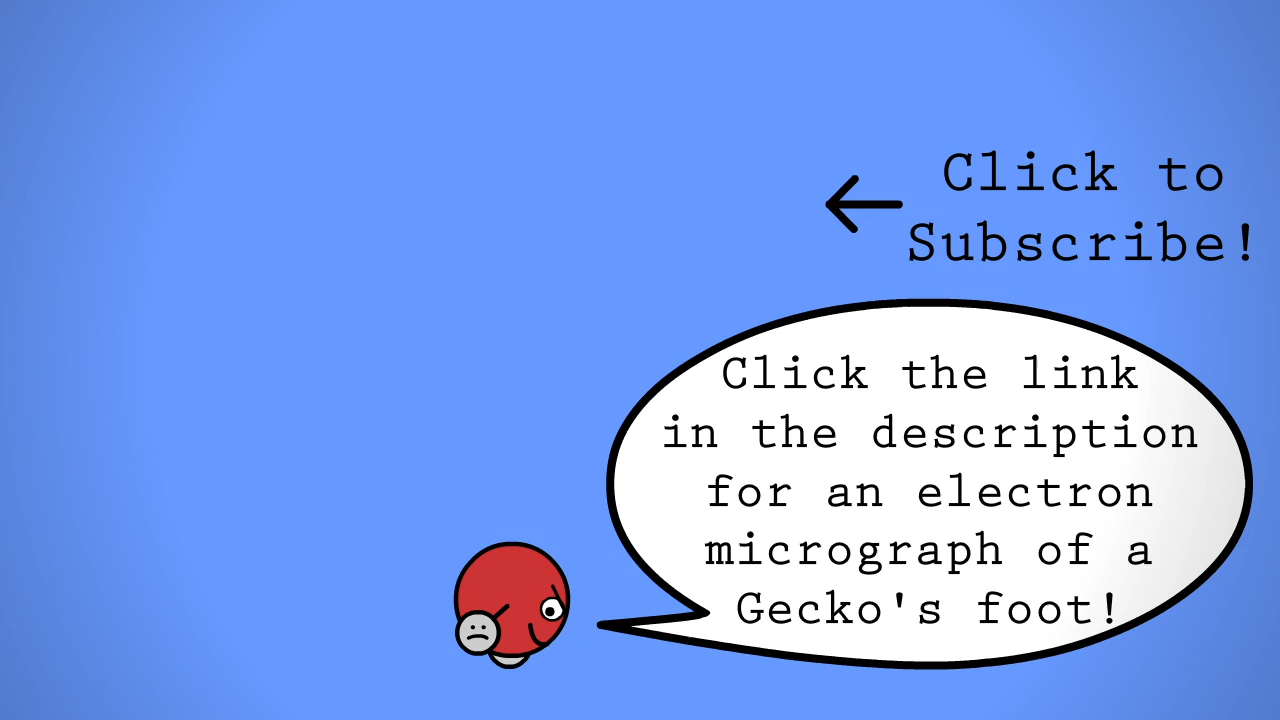 Click to
Subscribe!
Click the link
in the description
for an electron
micrograph of a
Gecko's foot!